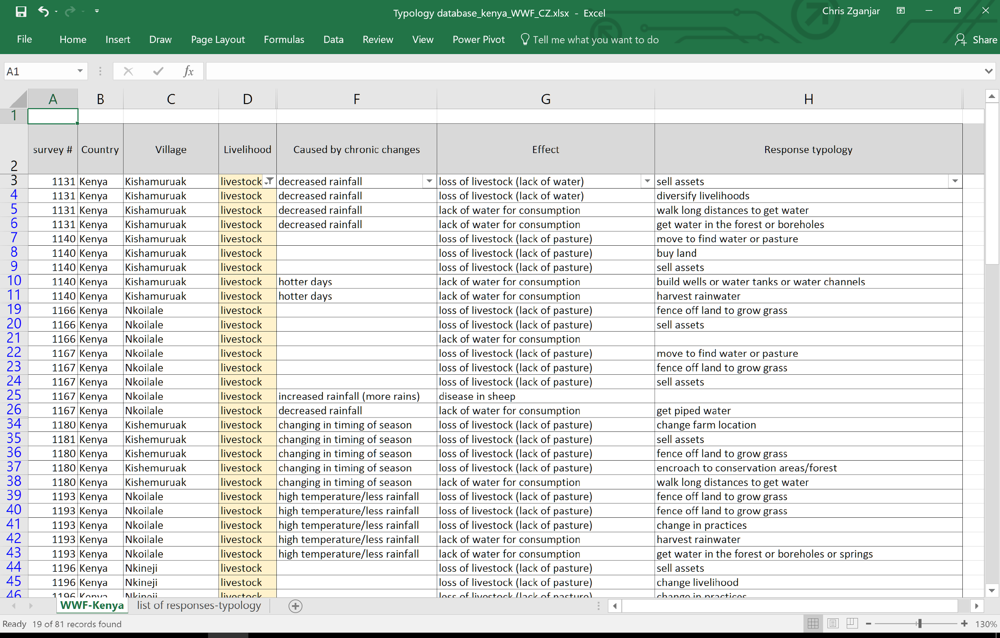 Typology database_kenya_WWF_CZ.xlsx - Excel
Chris Zganjar
File Home Insert Draw Page Layout Formulas Data Review View Power Pivot Tell me what you want to do Share
A1 fx
A B C D F G H
1
2 survey # Country Village Livelihood Caused by chronic changes Effect Response typology
3 1131 Kenya Kishamuruak livestock decreased rainfall loss of livestock (lack of water) sell assets
4 1131 Kenya Kishamuruak livestock decreased rainfall loss of livestock (lack of water) diversify livelihoods
5 1131 Kenya Kishamuruak livestock decreased rainfall lack of water for consumption walk long distances to get water
6 1131 Kenya Kishamuruak livestock decreased rainfall lack of water for consumption get water in the forest or boreholes
7 1140 Kenya Kishamuruak livestock loss of livestock (lack of pasture) move to find water or pasture
8 1140 Kenya Kishamuruak livestock loss of livestock (lack of pasture) buy land
9 1140 Kenya Kishamuruak livestock loss of livestock (lack of pasture) sell assets
10 1140 Kenya Kishamuruak livestock hotter days lack of water for consumption build wells or water tanks or water channels
11 1140 Kenya Kishamuruak livestock hotter days lack of water for consumption harvest rainwater
19 1166 Kenya Nkoilale livestock loss of livestock (lack of pasture) fence off land to grow grass
20 1166 Kenya Nkoilale livestock loss of livestock (lack of pasture) sell assets
21 1166 Kenya Nkoilale livestock lack of water for consumption
22 1167 Kenya Nkoilale livestock loss of livestock (lack of pasture) move to find water or pasture
23 1167 Kenya Nkoilale livestock loss of livestock (lack of pasture) fence off land to grow grass
24 1167 Kenya Nkoilale livestock loss of livestock (lack of pasture) sell assets
25 1167 Kenya Nkoilale livestock increased rainfall (more rains) disease in sheep
26 1167 Kenya Nkoilale livestock decreased rainfall lack of water for consumption get piped water
34 1180 Kenya Kishemuruak livestock changing in timing of season loss of livestock (lack of pasture) change farm location
35 1181 Kenya Kishemuruak livestock changing in timing of season loss of livestock (lack of pasture) sell assets
36 1180 Kenya Kishemuruak livestock changing in timing of season loss of livestock (lack of pasture) fence off land to grow grass
37 1180 Kenya Kishemuruak livestock changing in timing of season loss of livestock (lack of pasture) encroach to conservation areas/forest
38 1180 Kenya Kishemuruak livestock changing in timing of season lack of water for consumption walk long distances to get water
39 1193 Kenya Nkoilale livestock high temperature/less rainfall loss of livestock (lack of pasture) fence off land to grow grass
40 1193 Kenya Nkoilale livestock high temperature/less rainfall loss of livestock (lack of pasture) fence off land to grow grass
41 1193 Kenya Nkoilale livestock high temperature/less rainfall loss of livestock (lack of pasture) change in practices
42 1193 Kenya Nkoilale livestock high temperature/less rainfall lack of water for consumption harvest rainwater
43 1193 Kenya Nkoilale livestock high temperature/less rainfall lack of water for consumption get water in the forest or boreholes or springs
44 1196 Kenya Nkineji livestock loss of livestock (lack of pasture) sell assets
45 1196 Kenya Nkineji livestock loss of livestock (lack of pasture) change livelihood
46 1196 Kenya Nkineji livestock loss of livestock (lack of pasture) change in practices
WWF-Kenya list of responses-typology
Ready 19 of 81 records found 130%